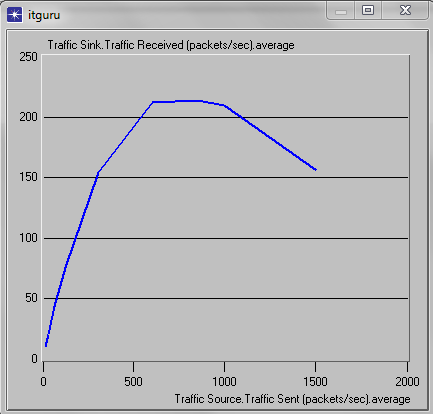 itguru
Traffic Sink.Traffic Received (packets/sec).average
250
200
150
100
50
0
0 500 1000 1500 2000
Traffic Source.Traffic Sent (packets/sec).average